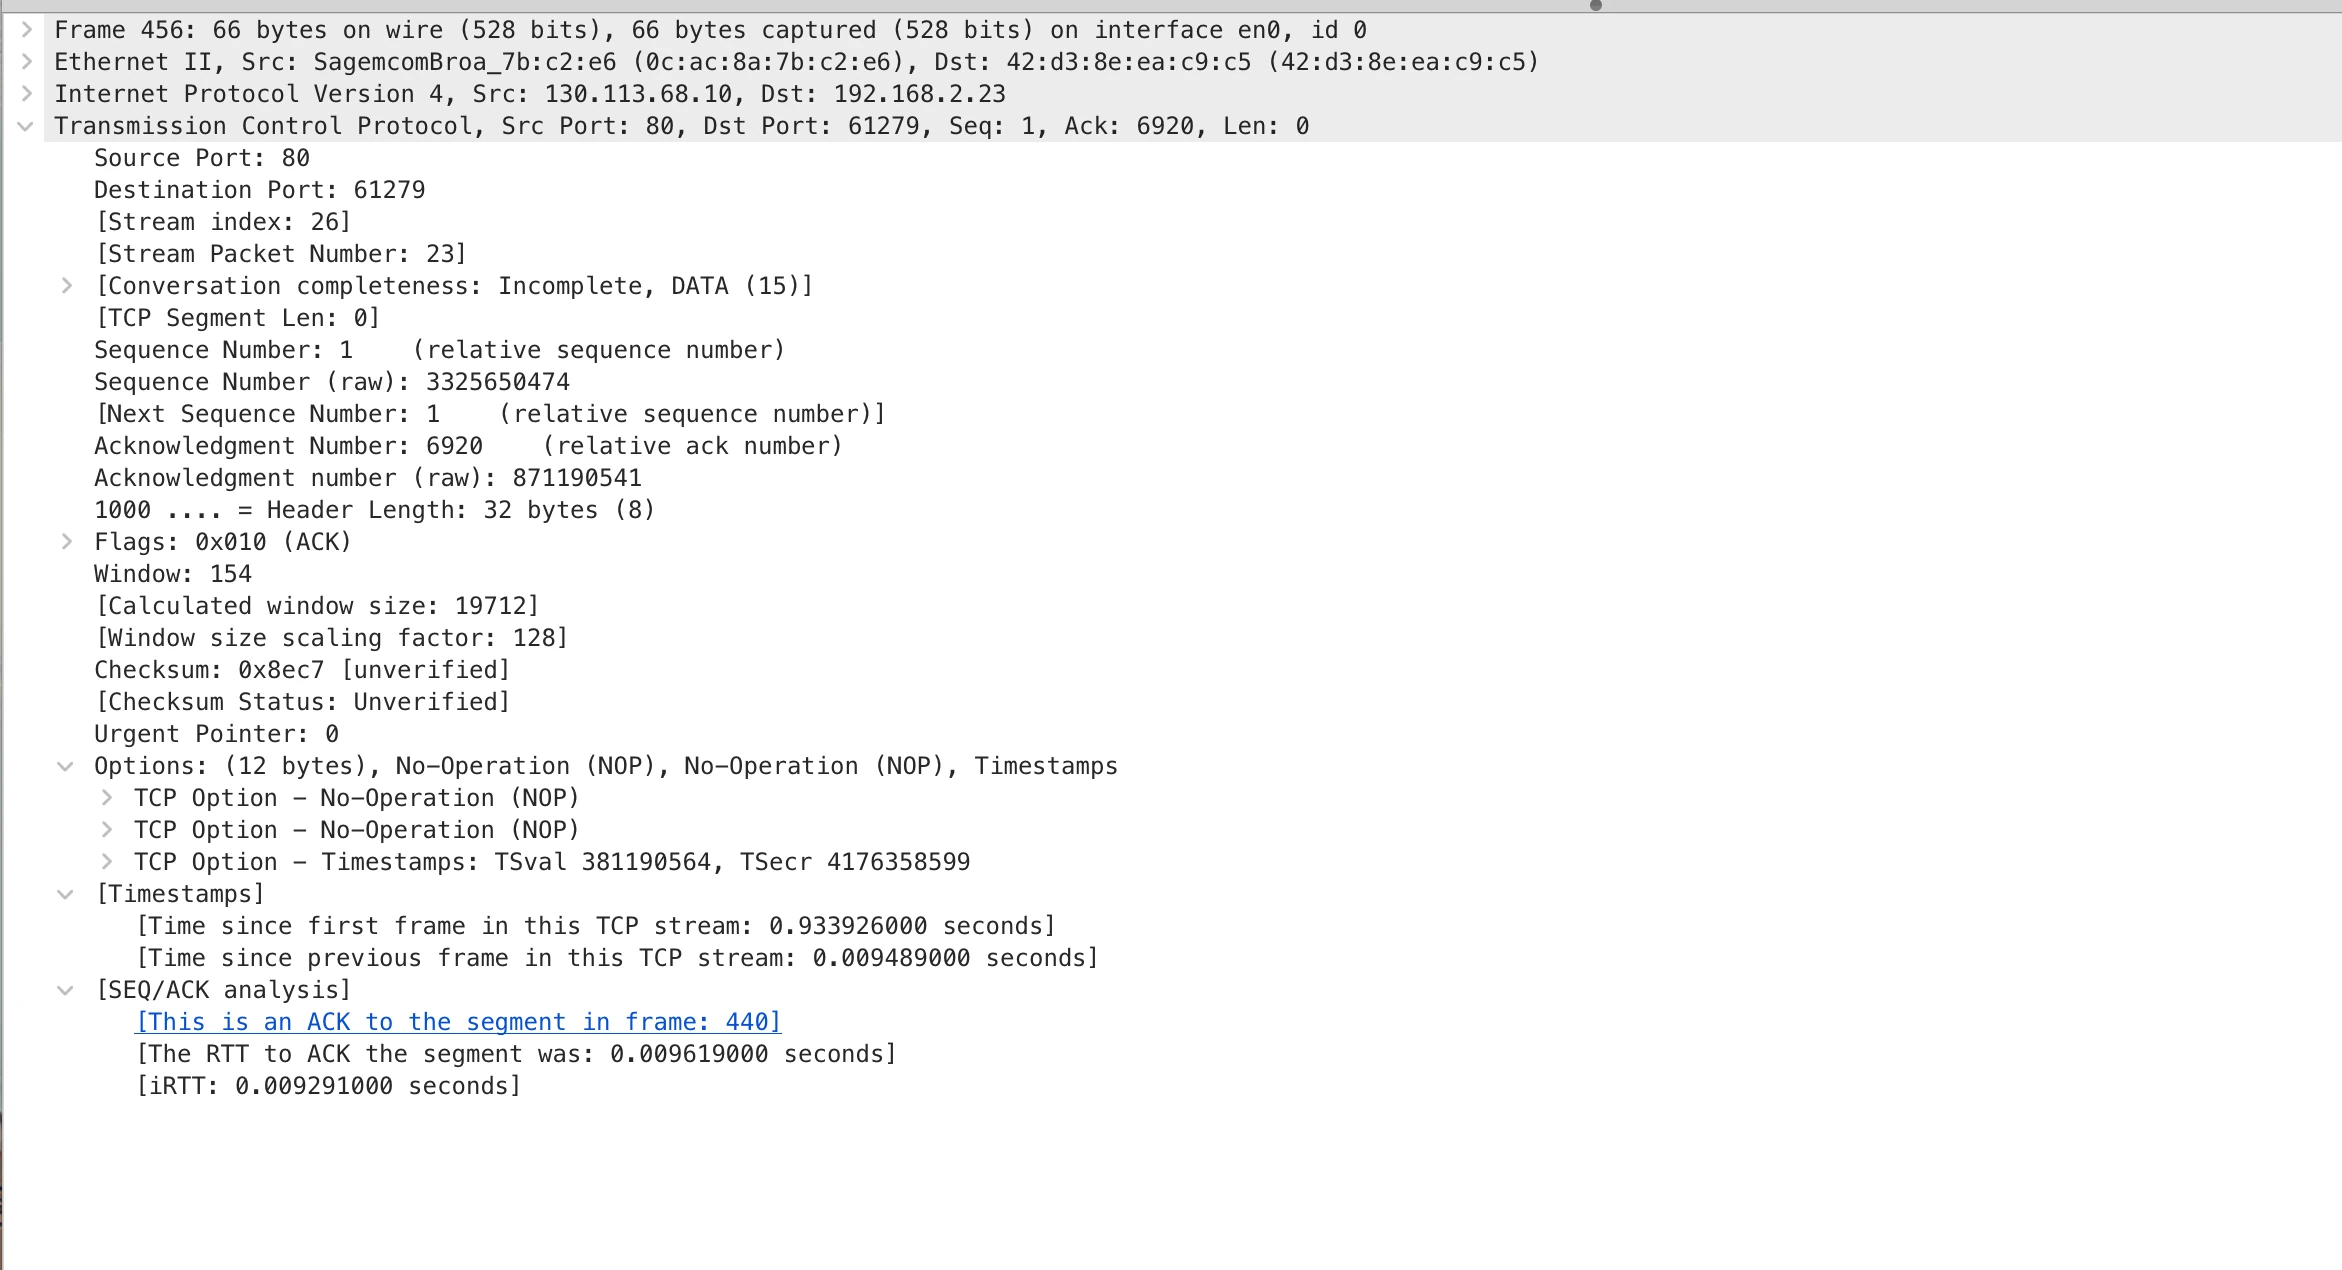 Frame 456: 66 bytes on wire (528 bits), 66 bytes captured (528 bits) on interface en0, id 0
Ethernet II, Src: SagemcomBroa_7b:c2:e6 (0c:ac:8a:7b:c2:e6), Dst: 42:d3:8e:ea:c9:c5 (42:d3:8e:ea:c9:c5)
Internet Protocol Version 4, Src: 130.113.68.10, Dst: 192.168.2.23
Transmission Control Protocol, Src Port: 80, Dst Port: 61279, Seq: 1, Ack: 6920, Len: 0
Source Port: 80
Destination Port: 61279
[Stream index: 26]
[Stream Packet Number: 23]
[Conversation completeness: Incomplete, DATA (15)]
[TCP Segment Len: 0]
Sequence Number: 1    (relative sequence number)
Sequence Number (raw): 3325650474
[Next Sequence Number: 1    (relative sequence number)]
Acknowledgment Number: 6920    (relative ack number)
Acknowledgment number (raw): 871190541
1000 .... = Header Length: 32 bytes (8)
Flags: 0x010 (ACK)
Window: 154
[Calculated window size: 19712]
[Window size scaling factor: 128]
Checksum: 0x8ec7 [unverified]
[Checksum Status: Unverified]
Urgent Pointer: 0
Options: (12 bytes), No-Operation (NOP), No-Operation (NOP), Timestamps
TCP Option - No-Operation (NOP)
TCP Option - No-Operation (NOP)
TCP Option - Timestamps: TSval 381190564, TSecr 4176358599
[Timestamps]
[Time since first frame in this TCP stream: 0.933926000 seconds]
[Time since previous frame in this TCP stream: 0.009489000 seconds]
[SEQ/ACK analysis]
[This is an ACK to the segment in frame: 440]
[The RTT to ACK the segment was: 0.009619000 seconds]
[iRTT: 0.009291000 seconds]